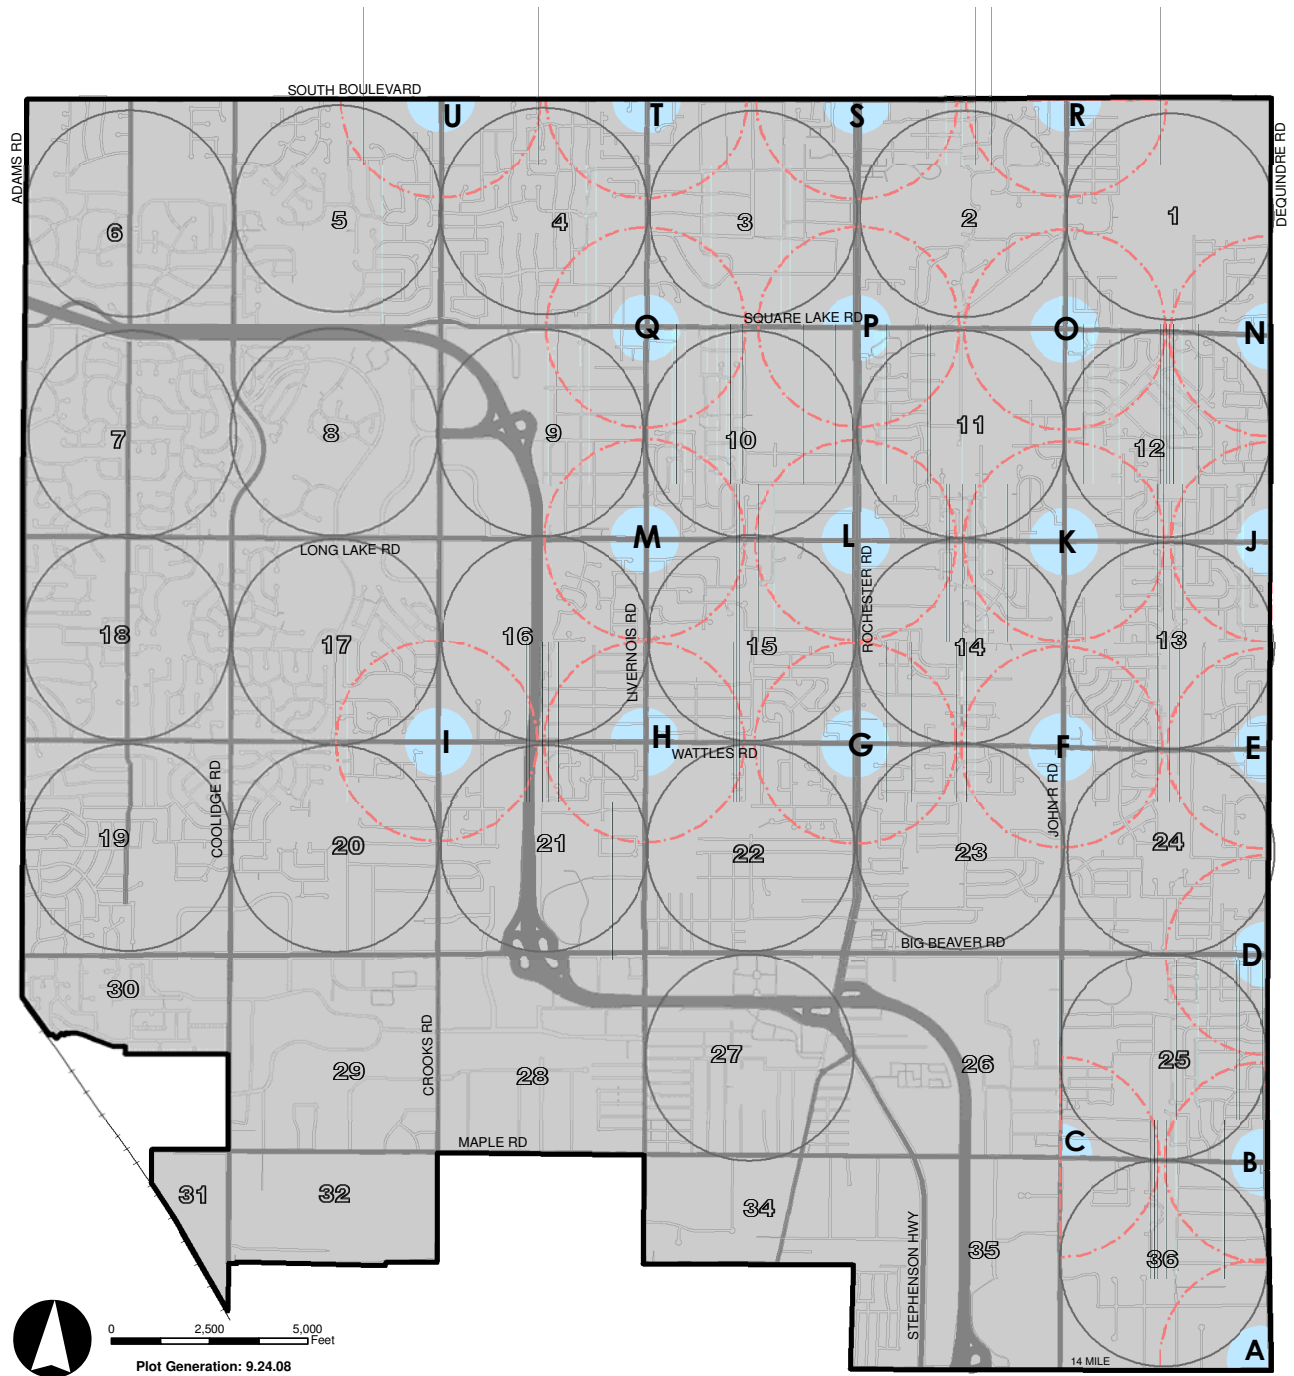 SOUTH BOULEVARD
U
T
S
R
ADAMS RD
DEQUINDRE RD
6
5
4
3
2
1
SQUARE LAKE RD
Q
P
O
N
7
8
9
10
11
12
LONG LAKE RD
M
L
K
J
ROCHESTER RD
LIVERNOIS RD
18
17
16
15
14
13
I
H
G
F
E
WATTLES RD
COOLIDGE RD
JOHN R RD
19
20
21
22
23
24
BIG BEAVER RD
D
30
29
28
27
26
25
CROOKS RD
MAPLE RD
C
B
31
32
34
35
36
STEPHENSON HWY
14 MILE
A
0 2,500 5,000
Feet
Plot Generation: 9.24.08